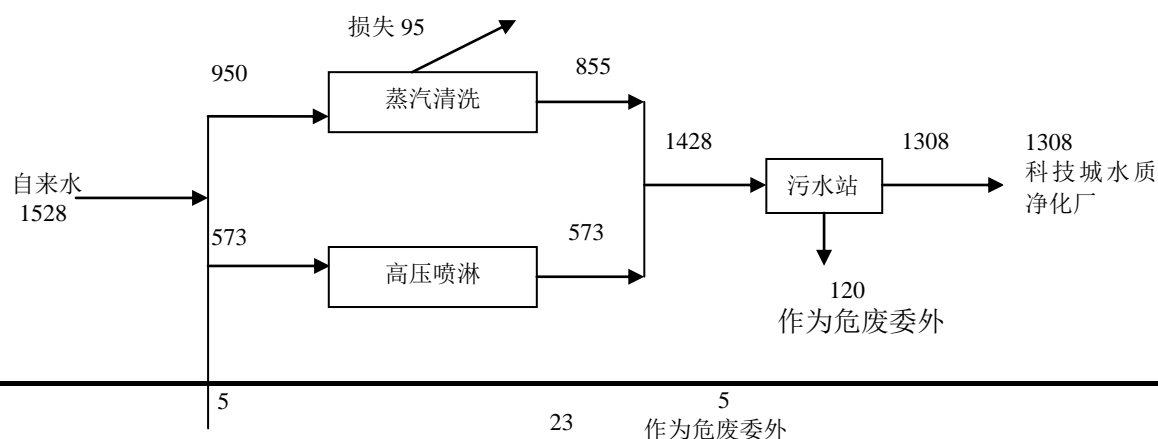 损失 95
950
855
蒸汽清洗
1428
1308
1308
自来水
1528
污水站
科技城水质
净化厂
573
573
高压喷淋
120
作为危废委外
5
5
23
作为危废委外